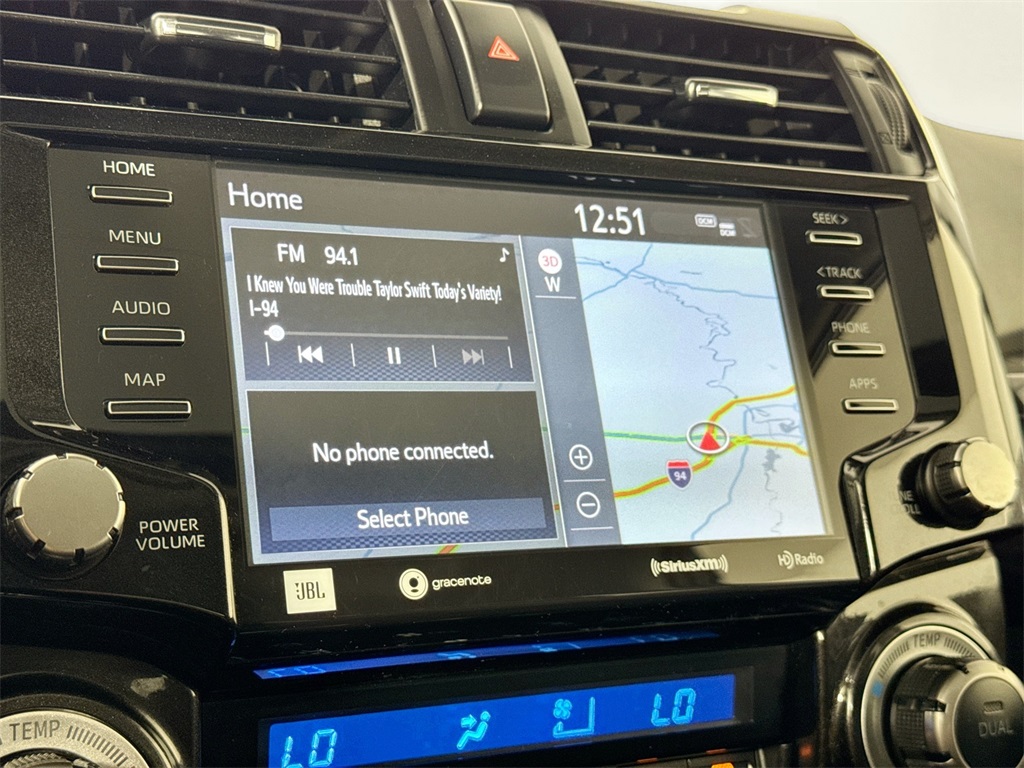 HOME
MENU
AUDIO
MAP
POWER
VOLUME
Home
12:51
DCM
DCM
FM 94.1
I Knew You Were Trouble Taylor Swift Today's Variety!
I-94
No phone connected.
Select Phone
3D
W
94
SEEK >
< TRACK
PHONE
APPS
JBL
gracenote
((SiriusXM))
HD Radio
TEMP
LO
LO
TEMP
DUAL